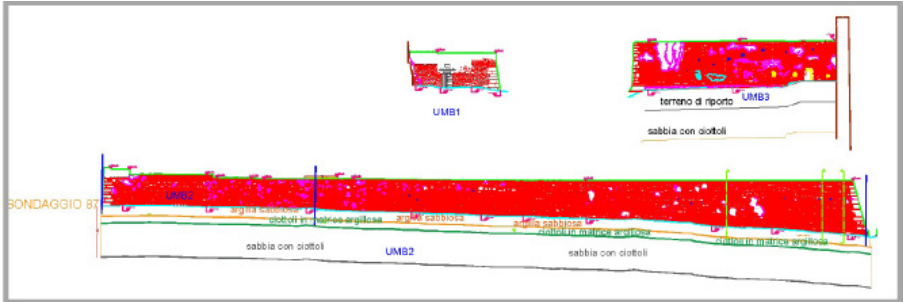 UMB1
terreno di riporto
UMB3
sabbia con ciottoli
UMB2
SONDAGGIO 87
argilla sabbiosa
ciottoli in matrice argillosa
argilla sabbiosa
ciottoli in matrice argillosa
argilla sabbiosa
ciottoli in matrice argillosa
sabbia con ciottoli
UMB2
sabbia con ciottoli